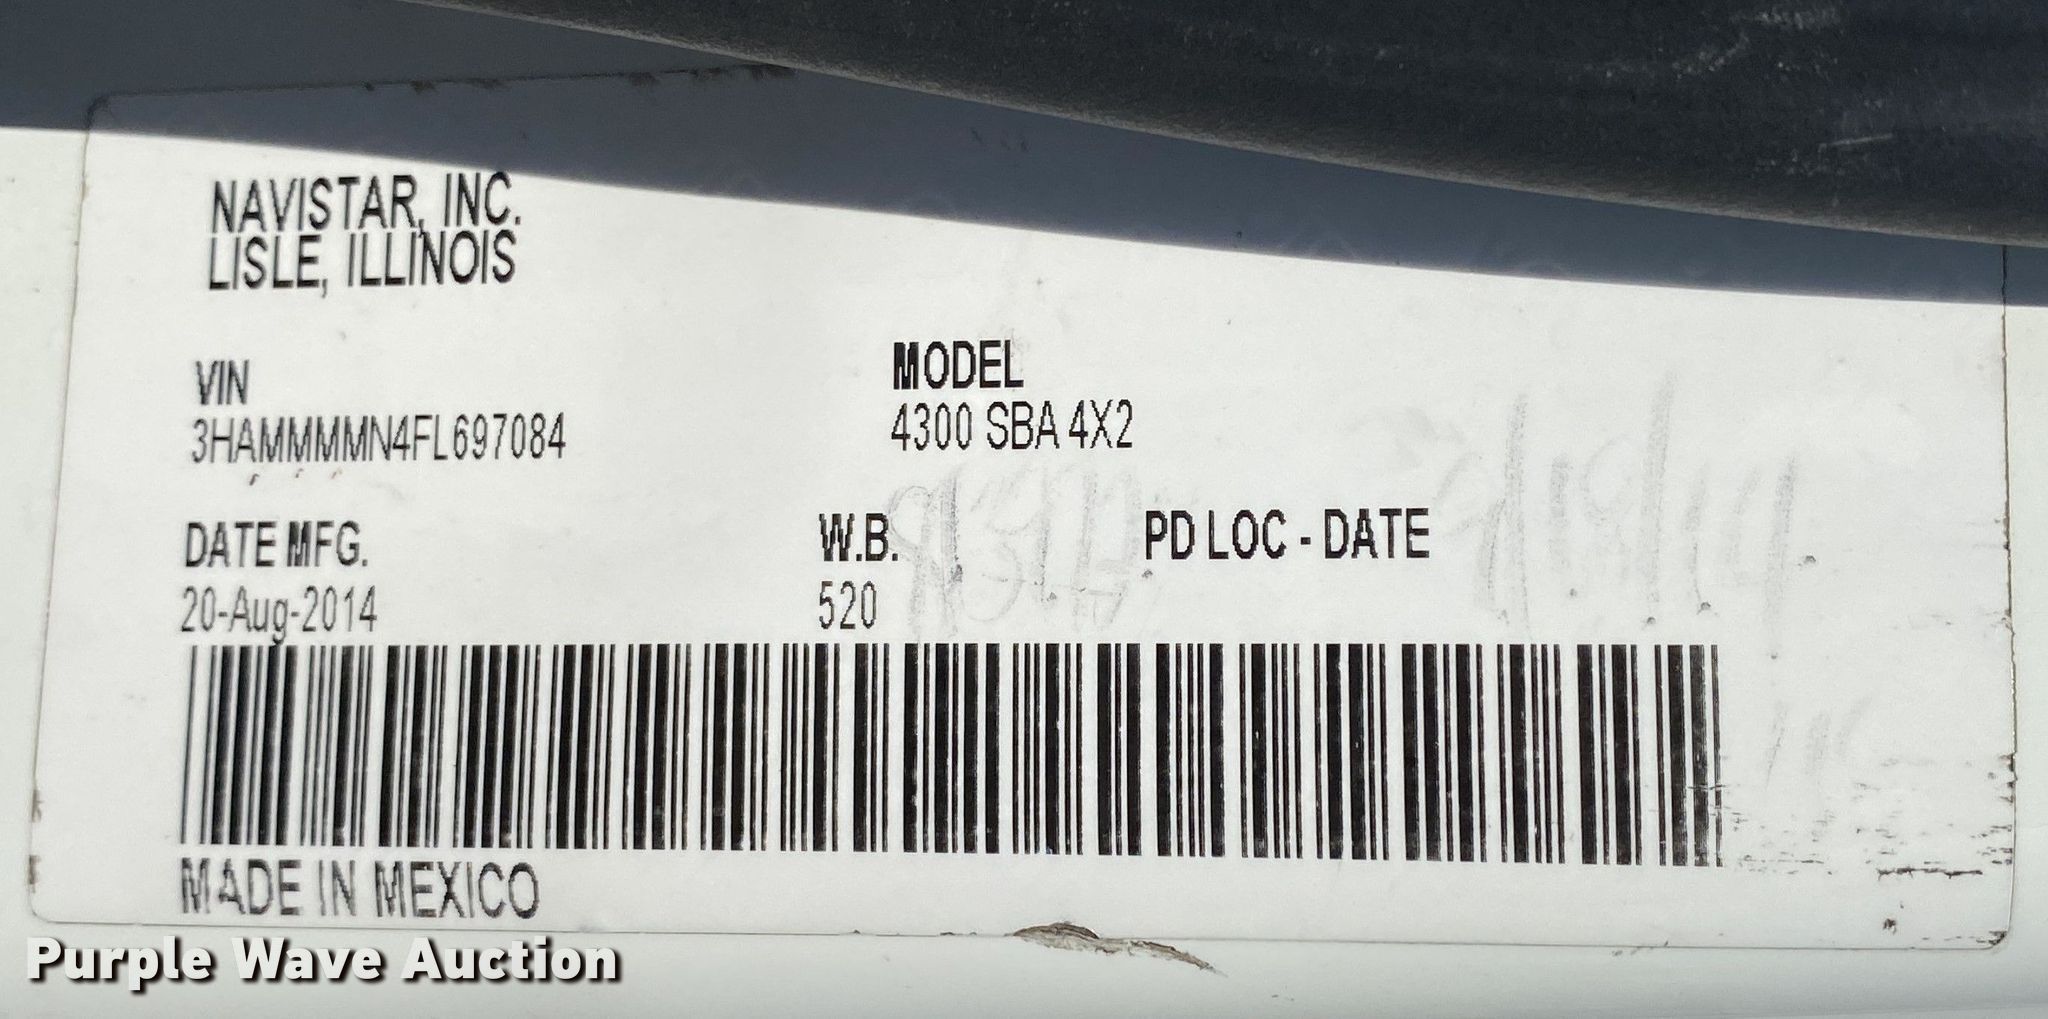 NAVISTAR, INC.
LISLE, ILLINOIS
VIN
3HAMMMMN4FL697084
MODEL
4300 SBA 4X2
DATE MFG.
20-Aug-2014
W.B.
520
PD LOC - DATE
MADE IN MEXICO
Purple Wave Auction